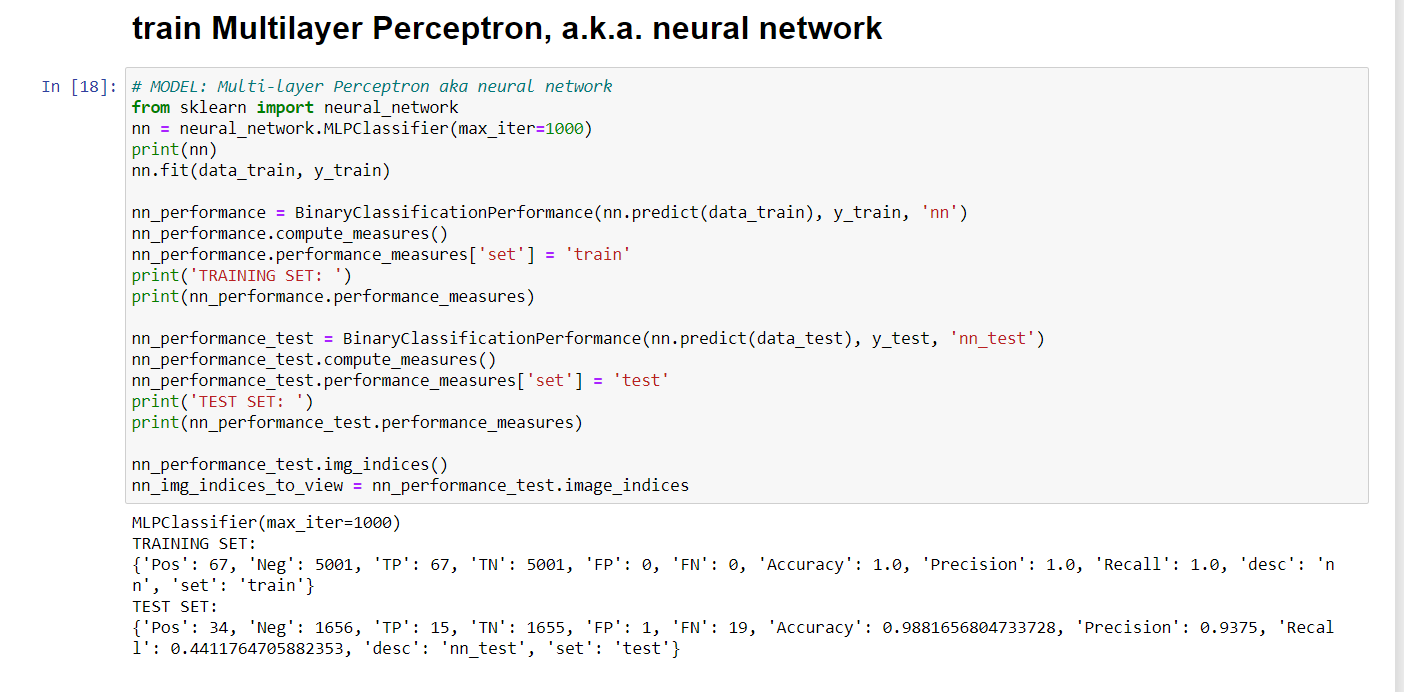 train Multilayer Perceptron, a.k.a. neural network
In [18]:
# MODEL: Multi-layer Perceptron aka neural network
from sklearn import neural_network
nn = neural_network.MLPClassifier(max_iter=1000)
print(nn)
nn.fit(data_train, y_train)
nn_performance = BinaryClassificationPerformance(nn.predict(data_train), y_train, 'nn')
nn_performance.compute_measures()
nn_performance.performance_measures['set'] = 'train'
print('TRAINING SET: ')
print(nn_performance.performance_measures)
nn_performance_test = BinaryClassificationPerformance(nn.predict(data_test), y_test, 'nn_test')
nn_performance_test.compute_measures()
nn_performance_test.performance_measures['set'] = 'test'
print('TEST SET: ')
print(nn_performance_test.performance_measures)
nn_performance_test.img_indices()
nn_img_indices_to_view = nn_performance_test.image_indices
MLPClassifier(max_iter=1000)
TRAINING SET:
{'Pos': 67, 'Neg': 5001, 'TP': 67, 'TN': 5001, 'FP': 0, 'FN': 0, 'Accuracy': 1.0, 'Precision': 1.0, 'Recall': 1.0, 'desc': 'n
n', 'set': 'train'}
TEST SET:
{'Pos': 34, 'Neg': 1656, 'TP': 15, 'TN': 1655, 'FP': 1, 'FN': 19, 'Accuracy': 0.9881656804733728, 'Precision': 0.9375, 'Recal
l': 0.4411764705882353, 'desc': 'nn_test', 'set': 'test'}